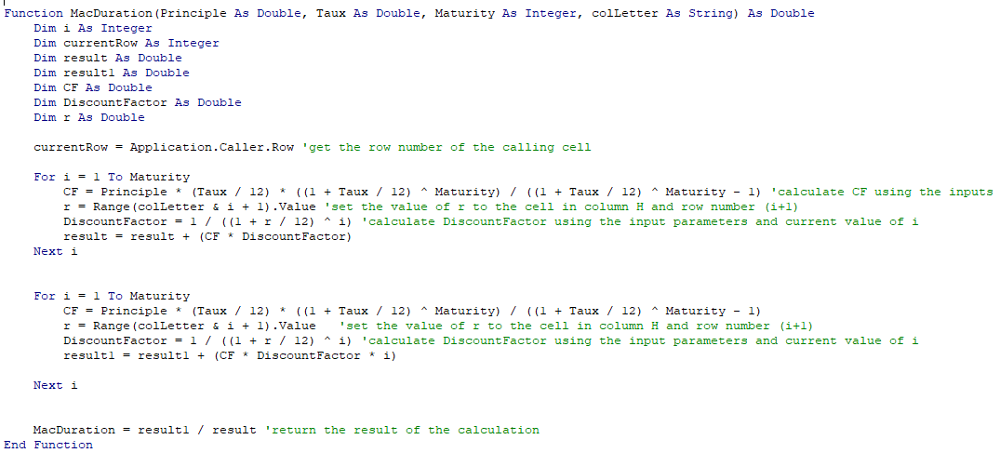 Function MacDuration(Principle As Double, Taux As Double, Maturity As Integer, colLetter As String) As Double
    Dim i As Integer
    Dim currentRow As Integer
    Dim result As Double
    Dim result1 As Double
    Dim CF As Double
    Dim DiscountFactor As Double
    Dim r As Double

    currentRow = Application.Caller.Row 'get the row number of the calling cell

    For i = 1 To Maturity
        CF = Principle * (Taux / 12) * ((1 + Taux / 12) ^ Maturity) / ((1 + Taux / 12) ^ Maturity - 1) 'calculate CF using the inputs
        r = Range(colLetter & i + 1).Value 'set the value of r to the cell in column H and row number (i+1)
        DiscountFactor = 1 / ((1 + r / 12) ^ i) 'calculate DiscountFactor using the input parameters and current value of i
        result = result + (CF * DiscountFactor)
    Next i

    For i = 1 To Maturity
        CF = Principle * (Taux / 12) * ((1 + Taux / 12) ^ Maturity) / ((1 + Taux / 12) ^ Maturity - 1)
        r = Range(colLetter & i + 1).Value   'set the value of r to the cell in column H and row number (i+1)
        DiscountFactor = 1 / ((1 + r / 12) ^ i) 'calculate DiscountFactor using the input parameters and current value of i
        result1 = result1 + (CF * DiscountFactor * i)

    Next i

    MacDuration = result1 / result 'return the result of the calculation
End Function